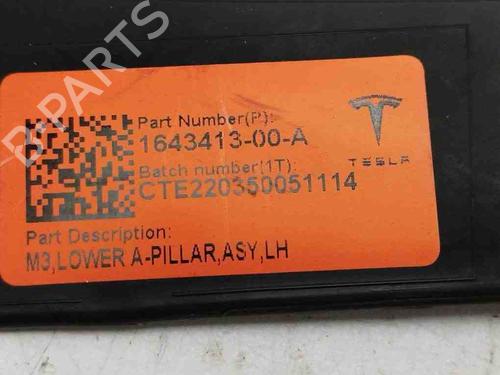 B-PARTS
Part Number(P):
1643413-00-A
Batch number(1T):
CTE220350051114
TESLA
Part Description:
M3,LOWER A-PILLAR,ASY,LH